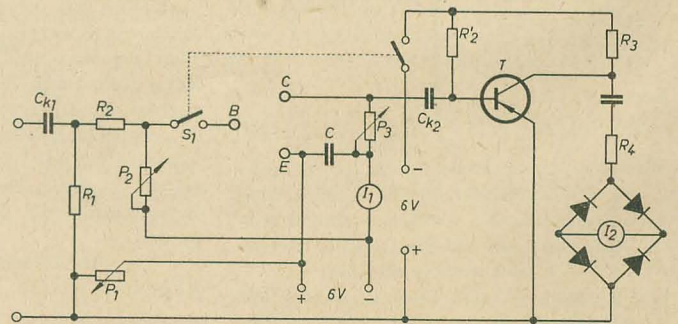 R'2
T
R3
C
Ck1
R2
S1
B
Ck2
P3
C
E
P2
R1
I1
R4
−
6V
+
I2
P1
+ 6V −